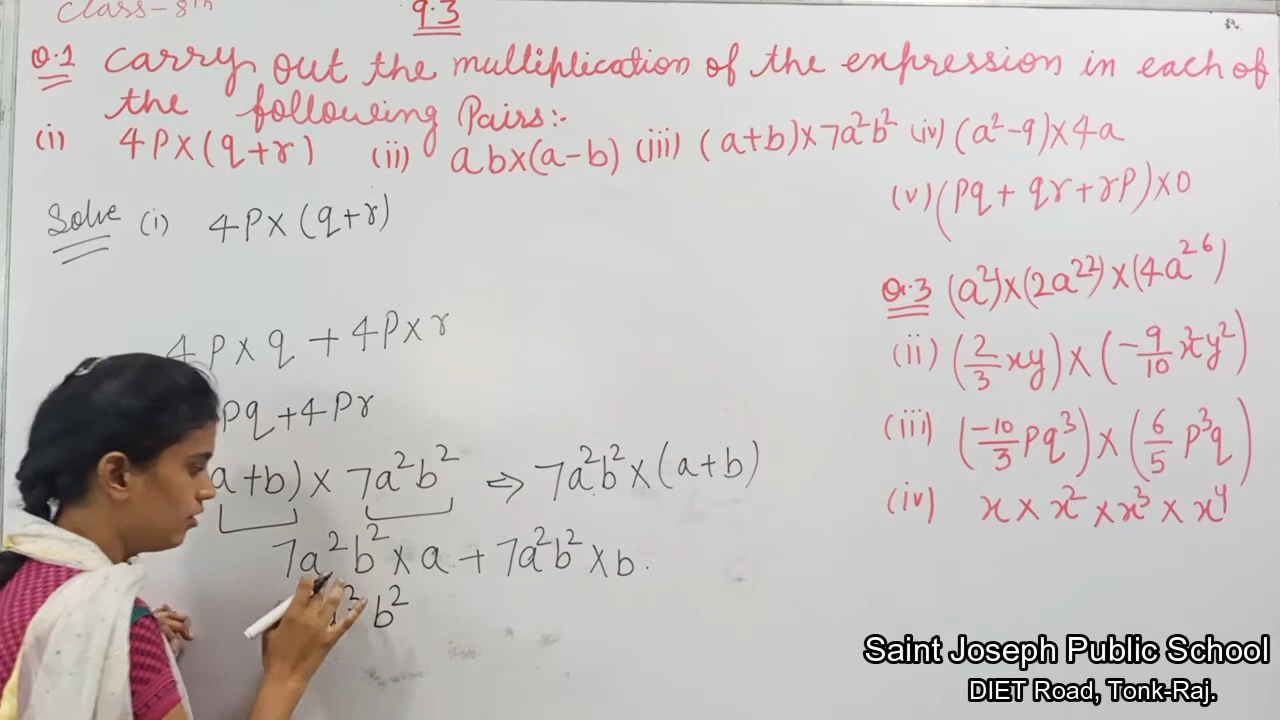 Class-8th 9.3
Q.1 Carry out the multiplication of the expression in each of
the following Pairs:-
(i) 4P×(q+r) (ii) ab×(a-b) (iii) (a+b)×7a²b² (iv) (a²-9)×4a
(v) (Pq + qr + rP)×0
Solve (i) 4P×(q+r)
4P×q + 4P×r
Pq + 4Pr
a+b) × 7a²b² ⇒ 7a²b² × (a+b)
7a²b² × a + 7a²b² × b.
b²
Q.3 (a²)×(2a²²)×(4a²⁶)
(ii) (2/3 xy) × (-9/10 x²y²)
(iii) (-10/3 Pq³) × (6/5 P³q)
(iv) x × x² × x³ × x⁴
Saint Joseph Public School
DIET Road, Tonk-Raj.